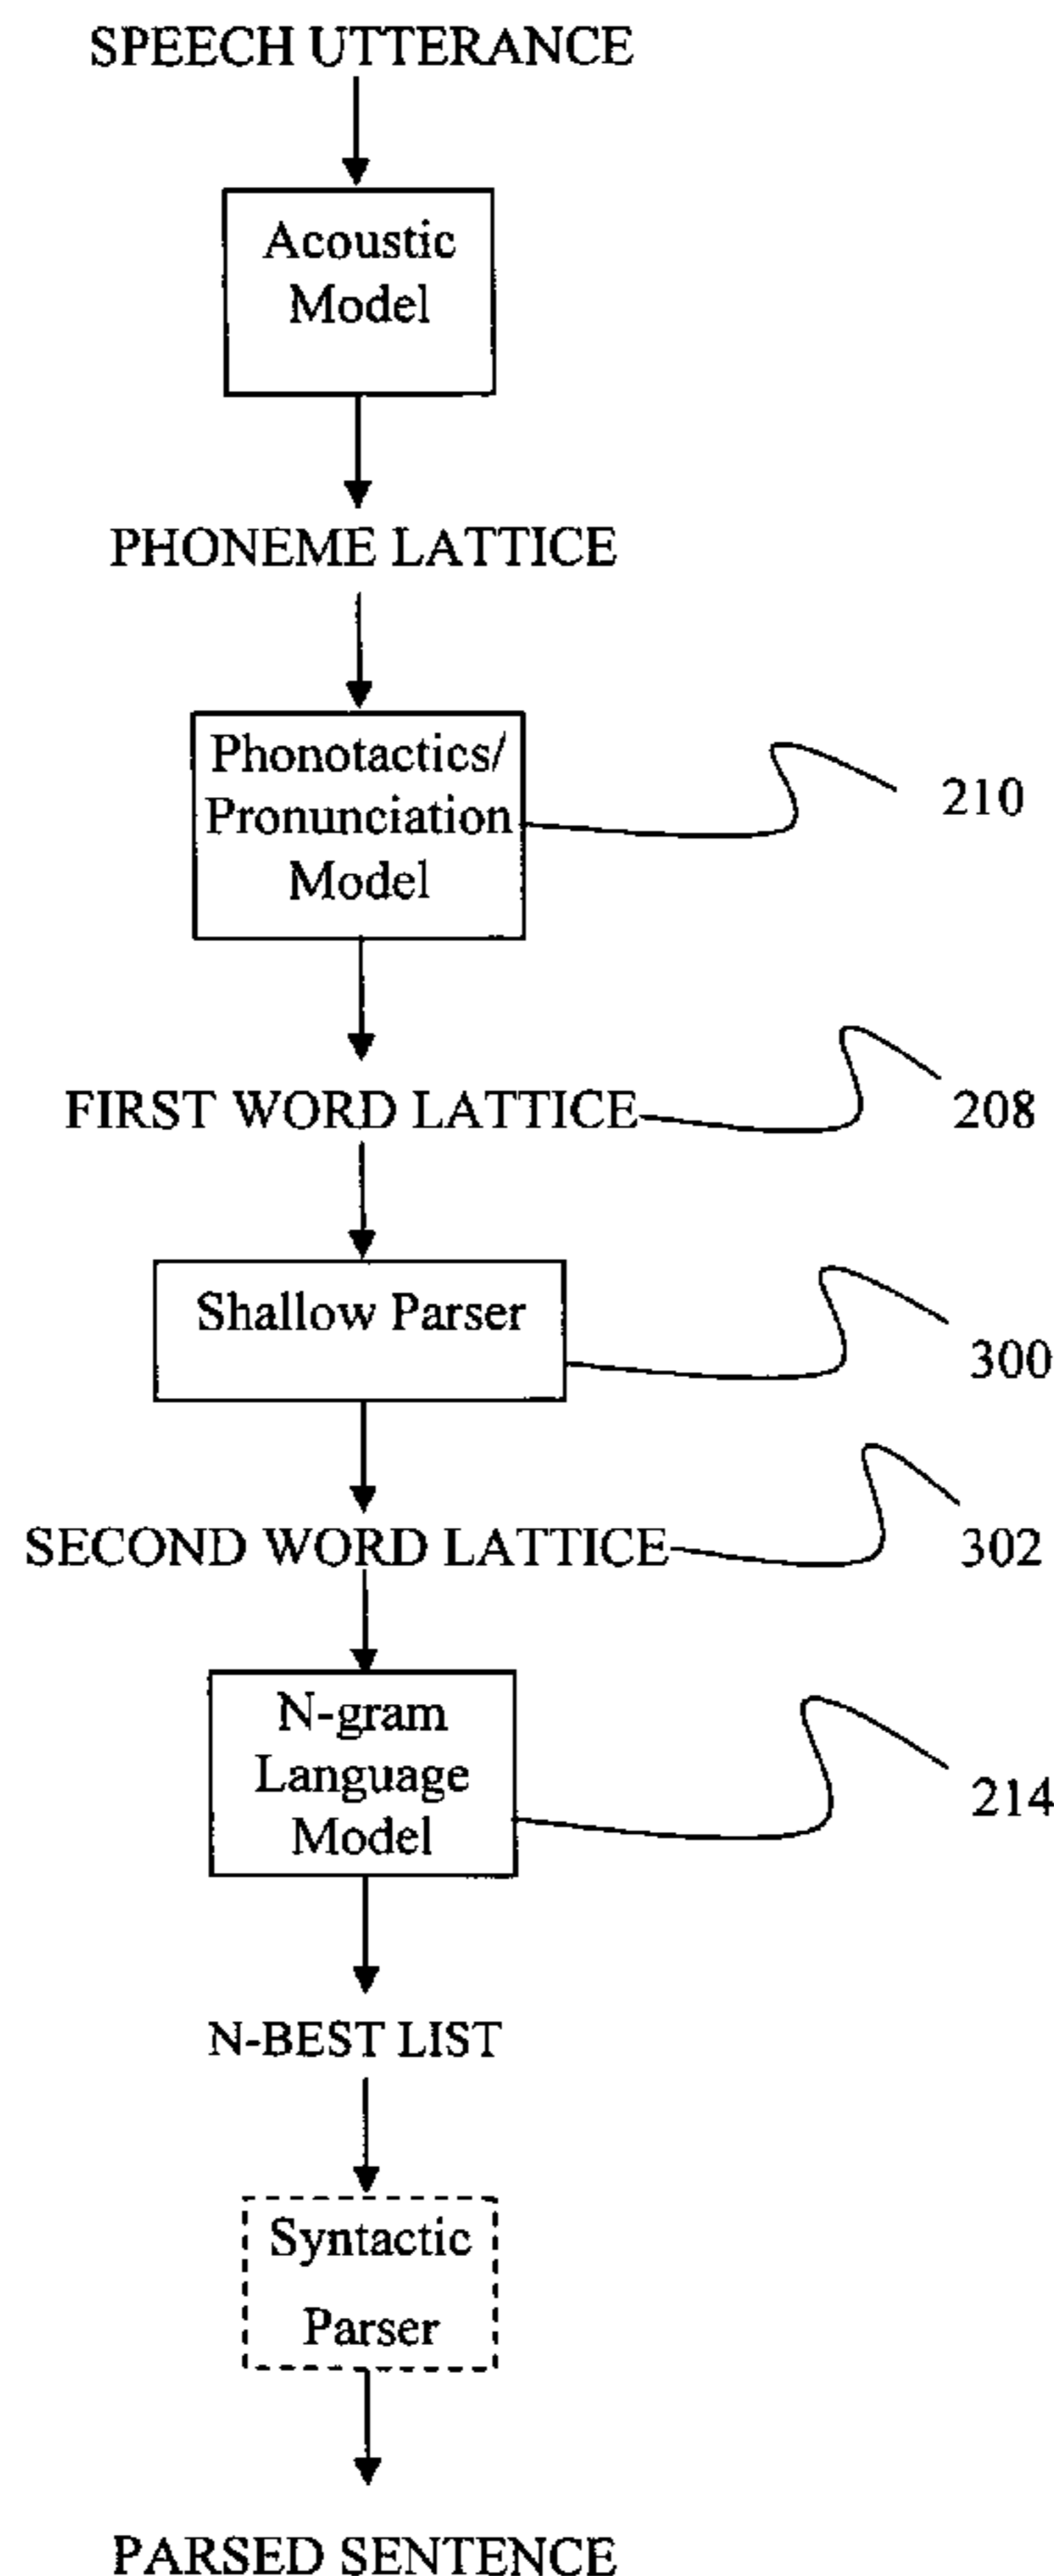 SPEECH UTTERANCE
Acoustic
Model
PHONEME LATTICE
Phonotactics/
Pronunciation
Model
210
FIRST WORD LATTICE
208
Shallow Parser
300
SECOND WORD LATTICE
302
N-gram
Language
Model
214
N-BEST LIST
Syntactic
Parser
PARSED SENTENCE